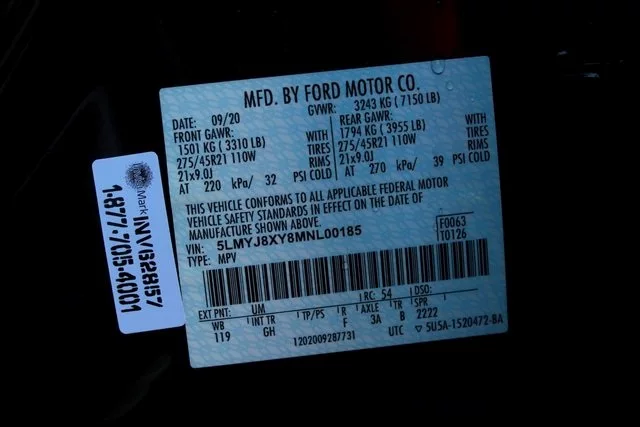 MFD. BY FORD MOTOR CO.
DATE: 09/20 GVWR: 3243 KG ( 7150 LB)
FRONT GAWR: WITH REAR GAWR: WITH
1501 KG ( 3310 LB) TIRES 1794 KG ( 3955 LB) TIRES
275/45R21 110W RIMS 275/45R21 110W RIMS
21x9.0J PSI COLD 21x9.0J PSI COLD
AT 220 kPa/ 32 AT 270 kPa/ 39
THIS VEHICLE CONFORMS TO ALL APPLICABLE FEDERAL MOTOR
VEHICLE SAFETY STANDARDS IN EFFECT ON THE DATE OF
MANUFACTURE SHOWN ABOVE.
VIN: 5LMYJ8XY8MNL00185 F0063
TYPE: MPV T0126
EXT PNT: UM RC: 54 DSO:
WB INT TR TP/PS R AXLE TR SPR
119 GH F 3A B 2222
1202009287731 UTC ▽ 5U5A-1520472-BA
MarkINVB28157
1-877-705-4001